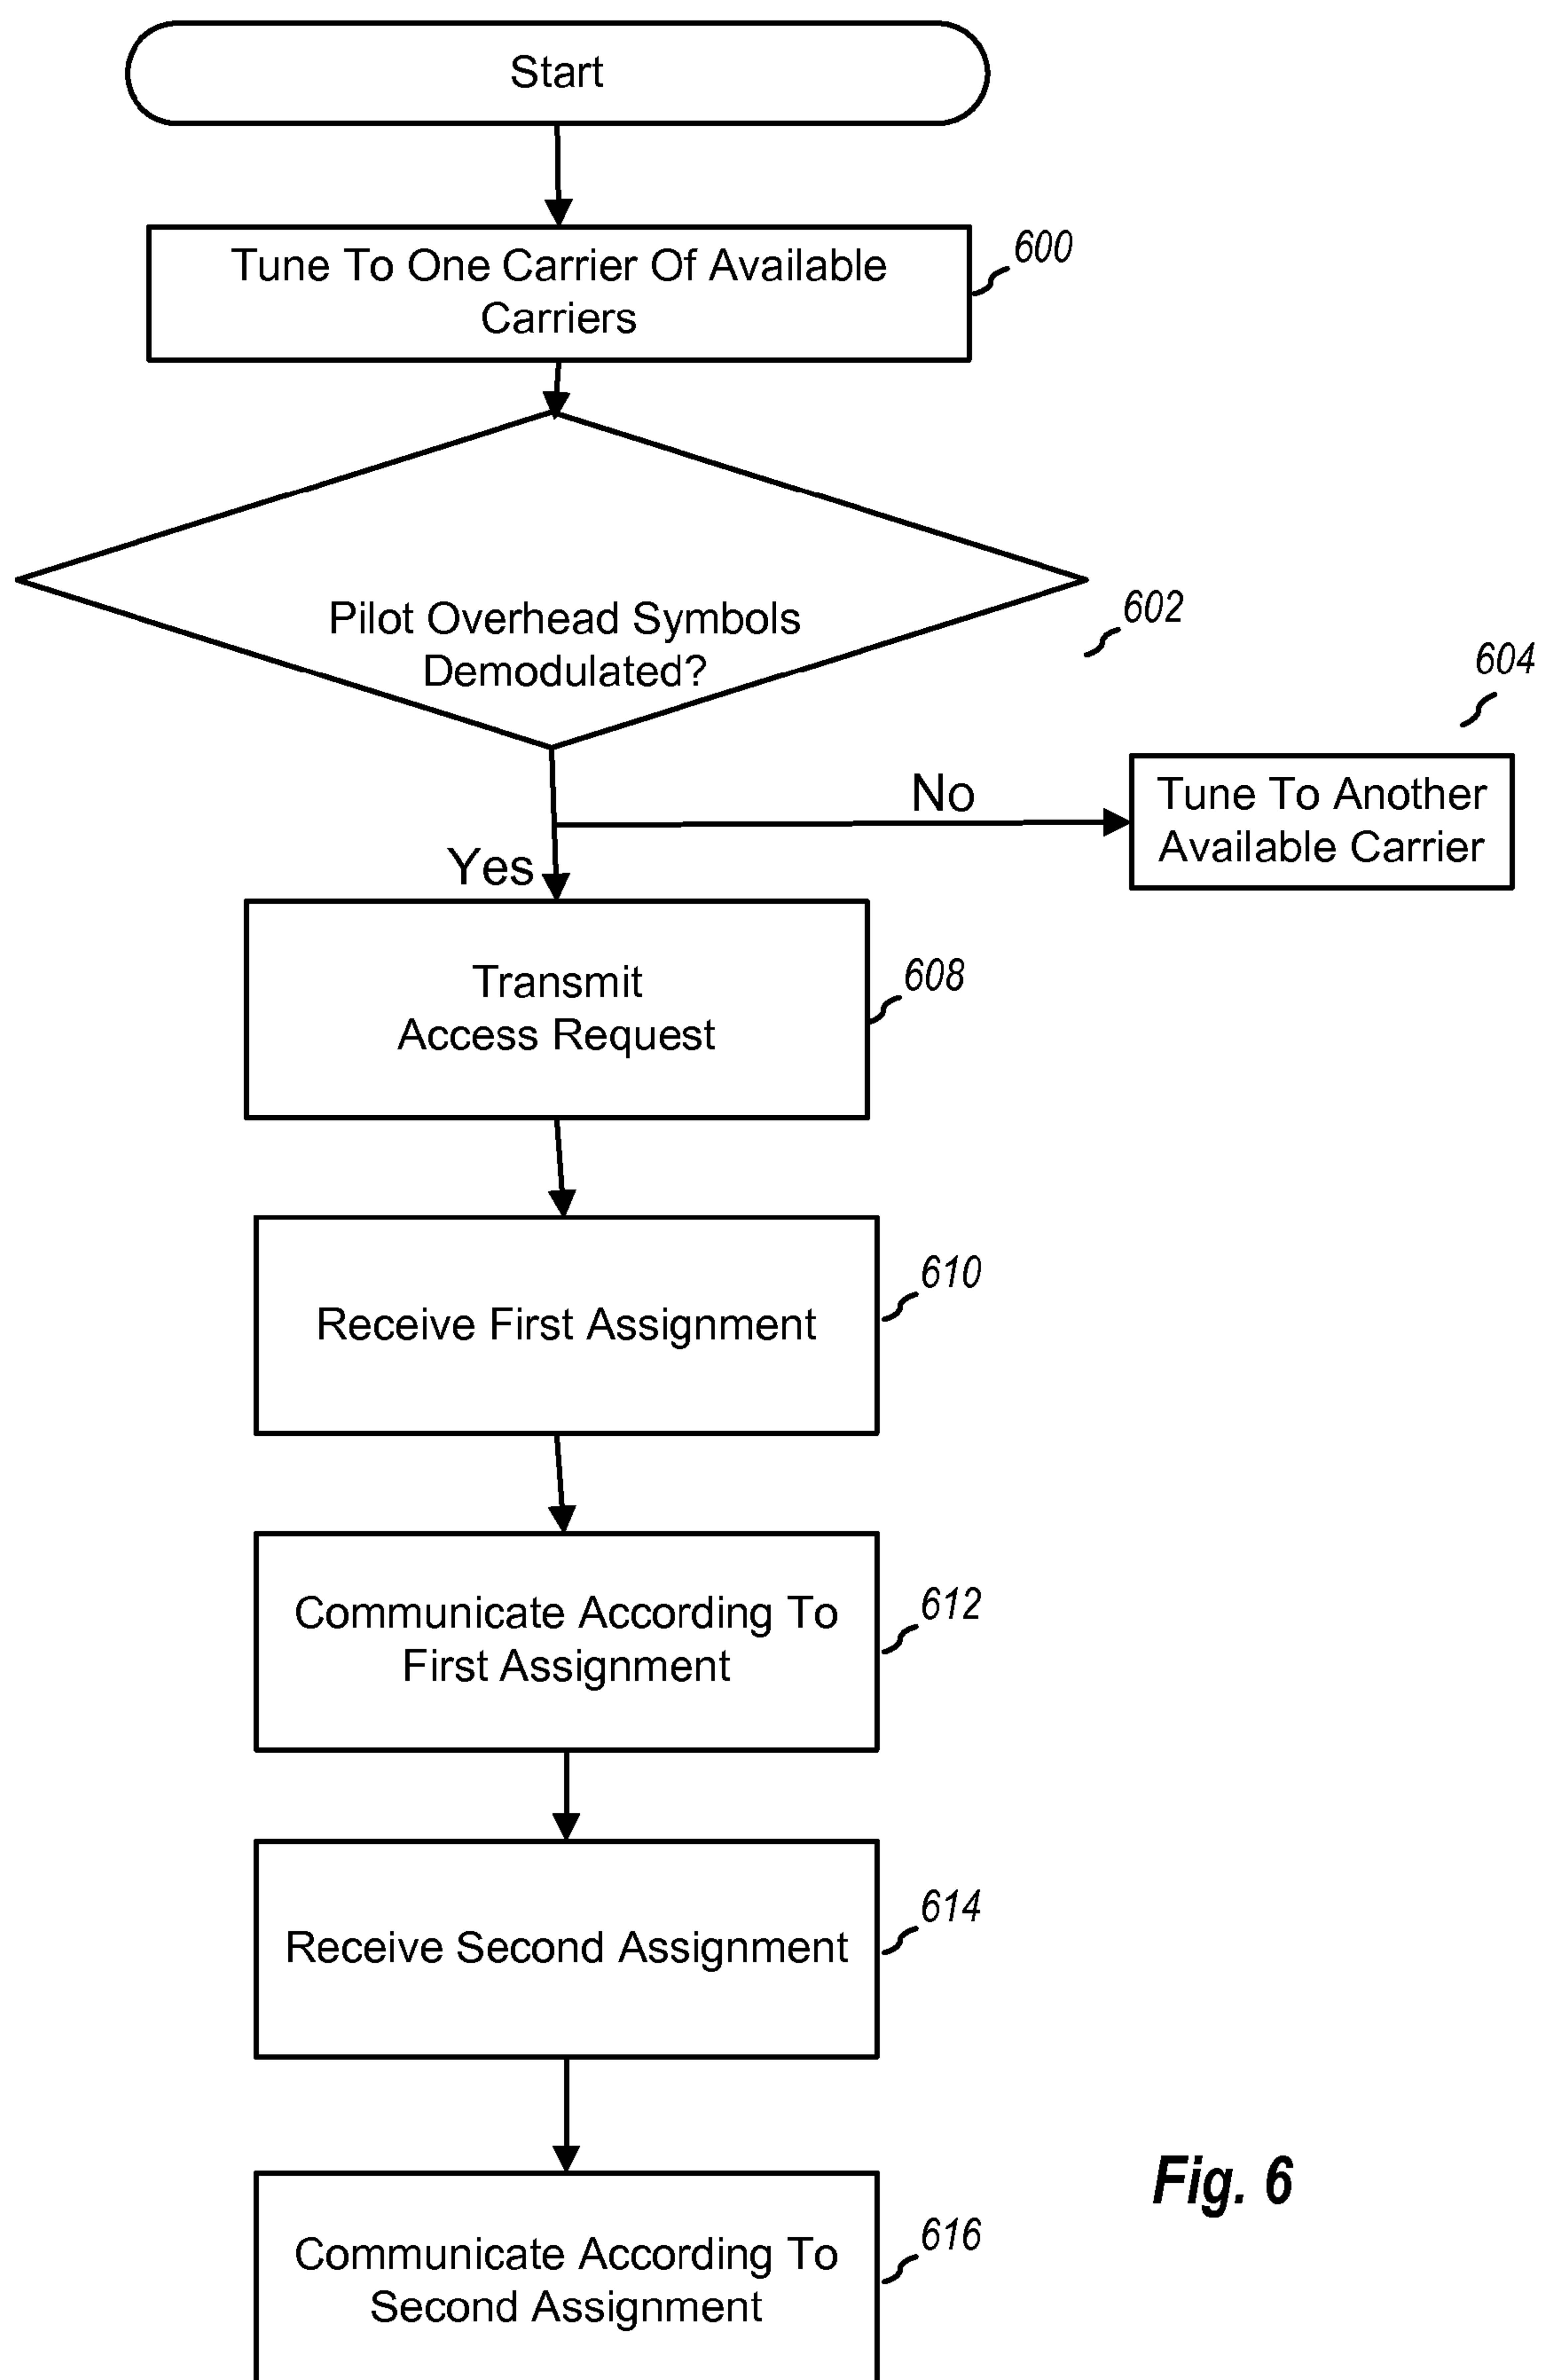 Start
Tune To One Carrier Of Available
Carriers
600
Pilot Overhead Symbols
Demodulated?
602
604
No
Tune To Another
Available Carrier
Yes
Transmit
Access Request
608
Receive First Assignment
610
Communicate According To
First Assignment
612
Receive Second Assignment
614
Communicate According To
Second Assignment
616
Fig. 6